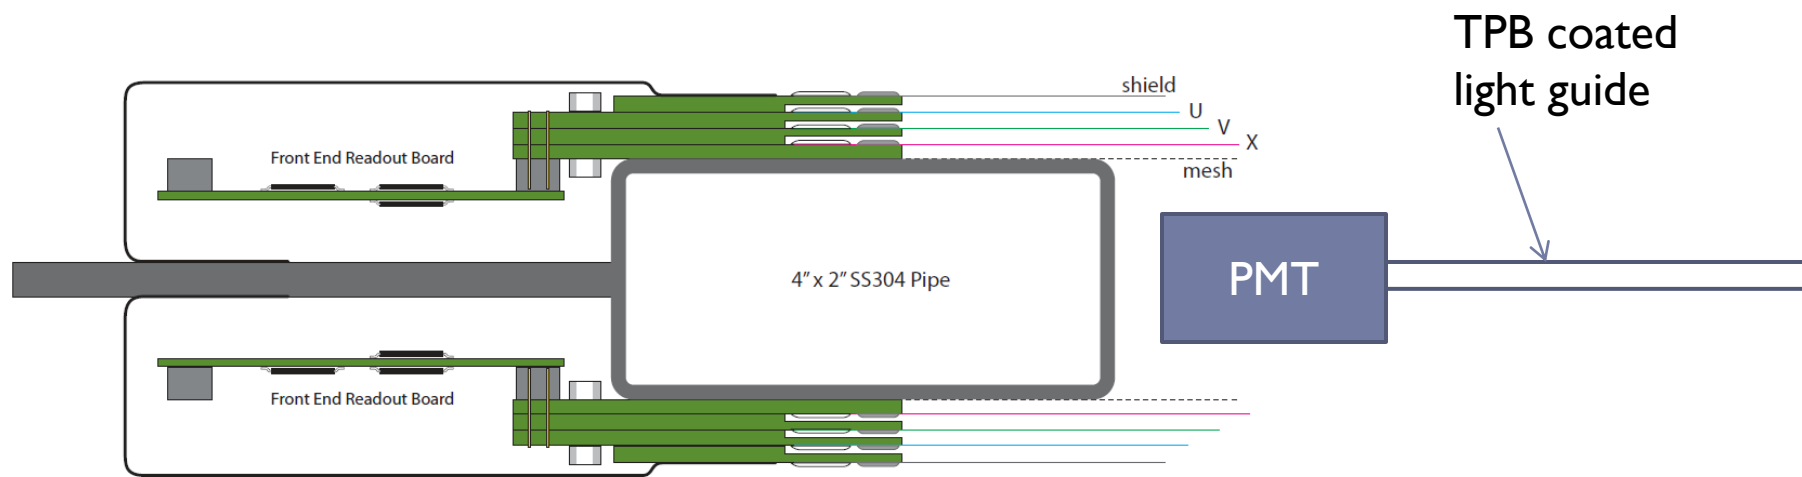 TPB coated
light guide
shield
U
V
X
mesh
Front End Readout Board
4" x 2" SS304 Pipe
PMT
Front End Readout Board